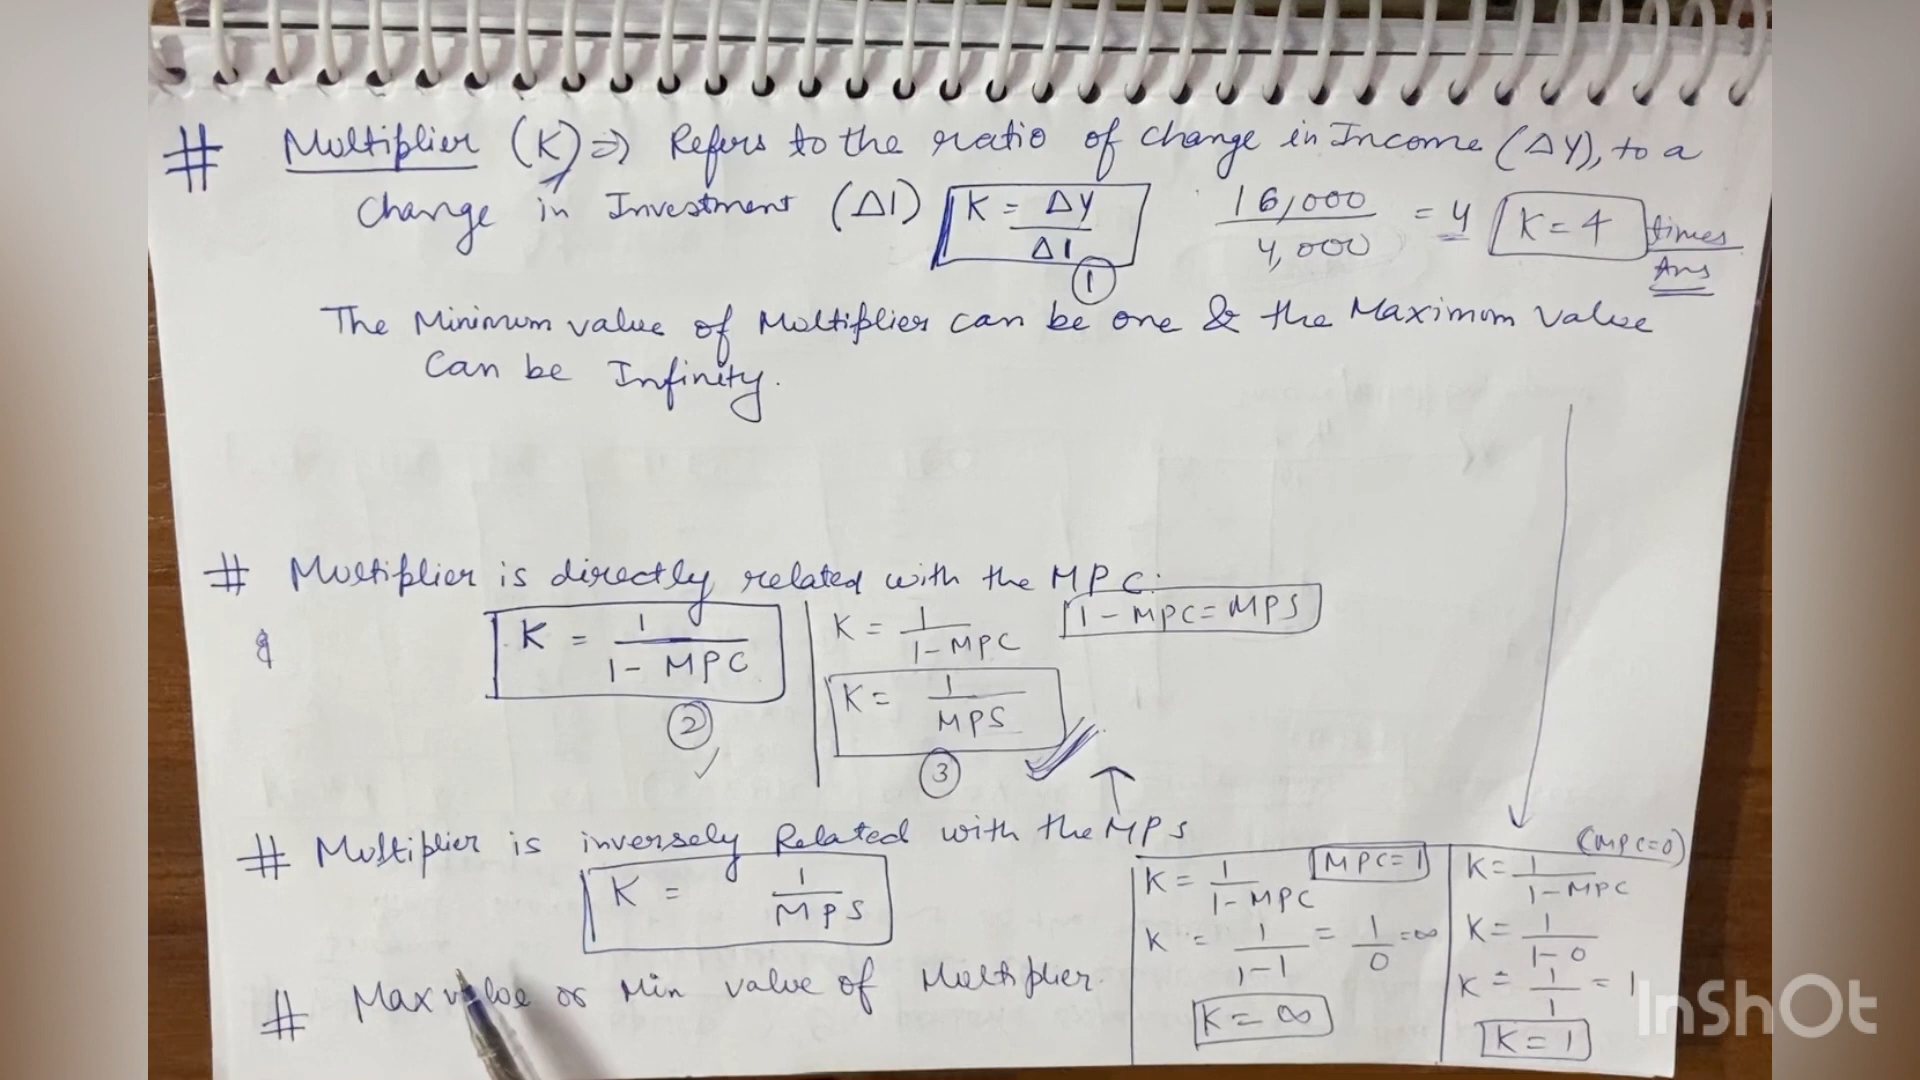 # Multiplier (K) ⇒ Refers to the ratio of change in Income (ΔY), to a
change in Investment (ΔI) K = ΔY/ΔI ① 16,000/4,000 = 4 K = 4 times Ans
The Minimum value of Multiplier can be one & the Maximum value
Can be Infinity.
# Multiplier is directly related with the MPC.
K = 1/1 - MPC ②
K = 1/1 - MPC
1 - MPC = MPS
K = 1/MPS ③
# Multiplier is inversely Related with the MPS
K = 1/MPS
# Max value or Min value of Multiplier.
K = 1/1 - MPC MPC = 1
K = 1/1-1 = 1/0 = ∞
K = ∞
(MPC=0)
K = 1/1 - MPC
K = 1/1-0
K = 1/1 = 1
K = 1
InShOt